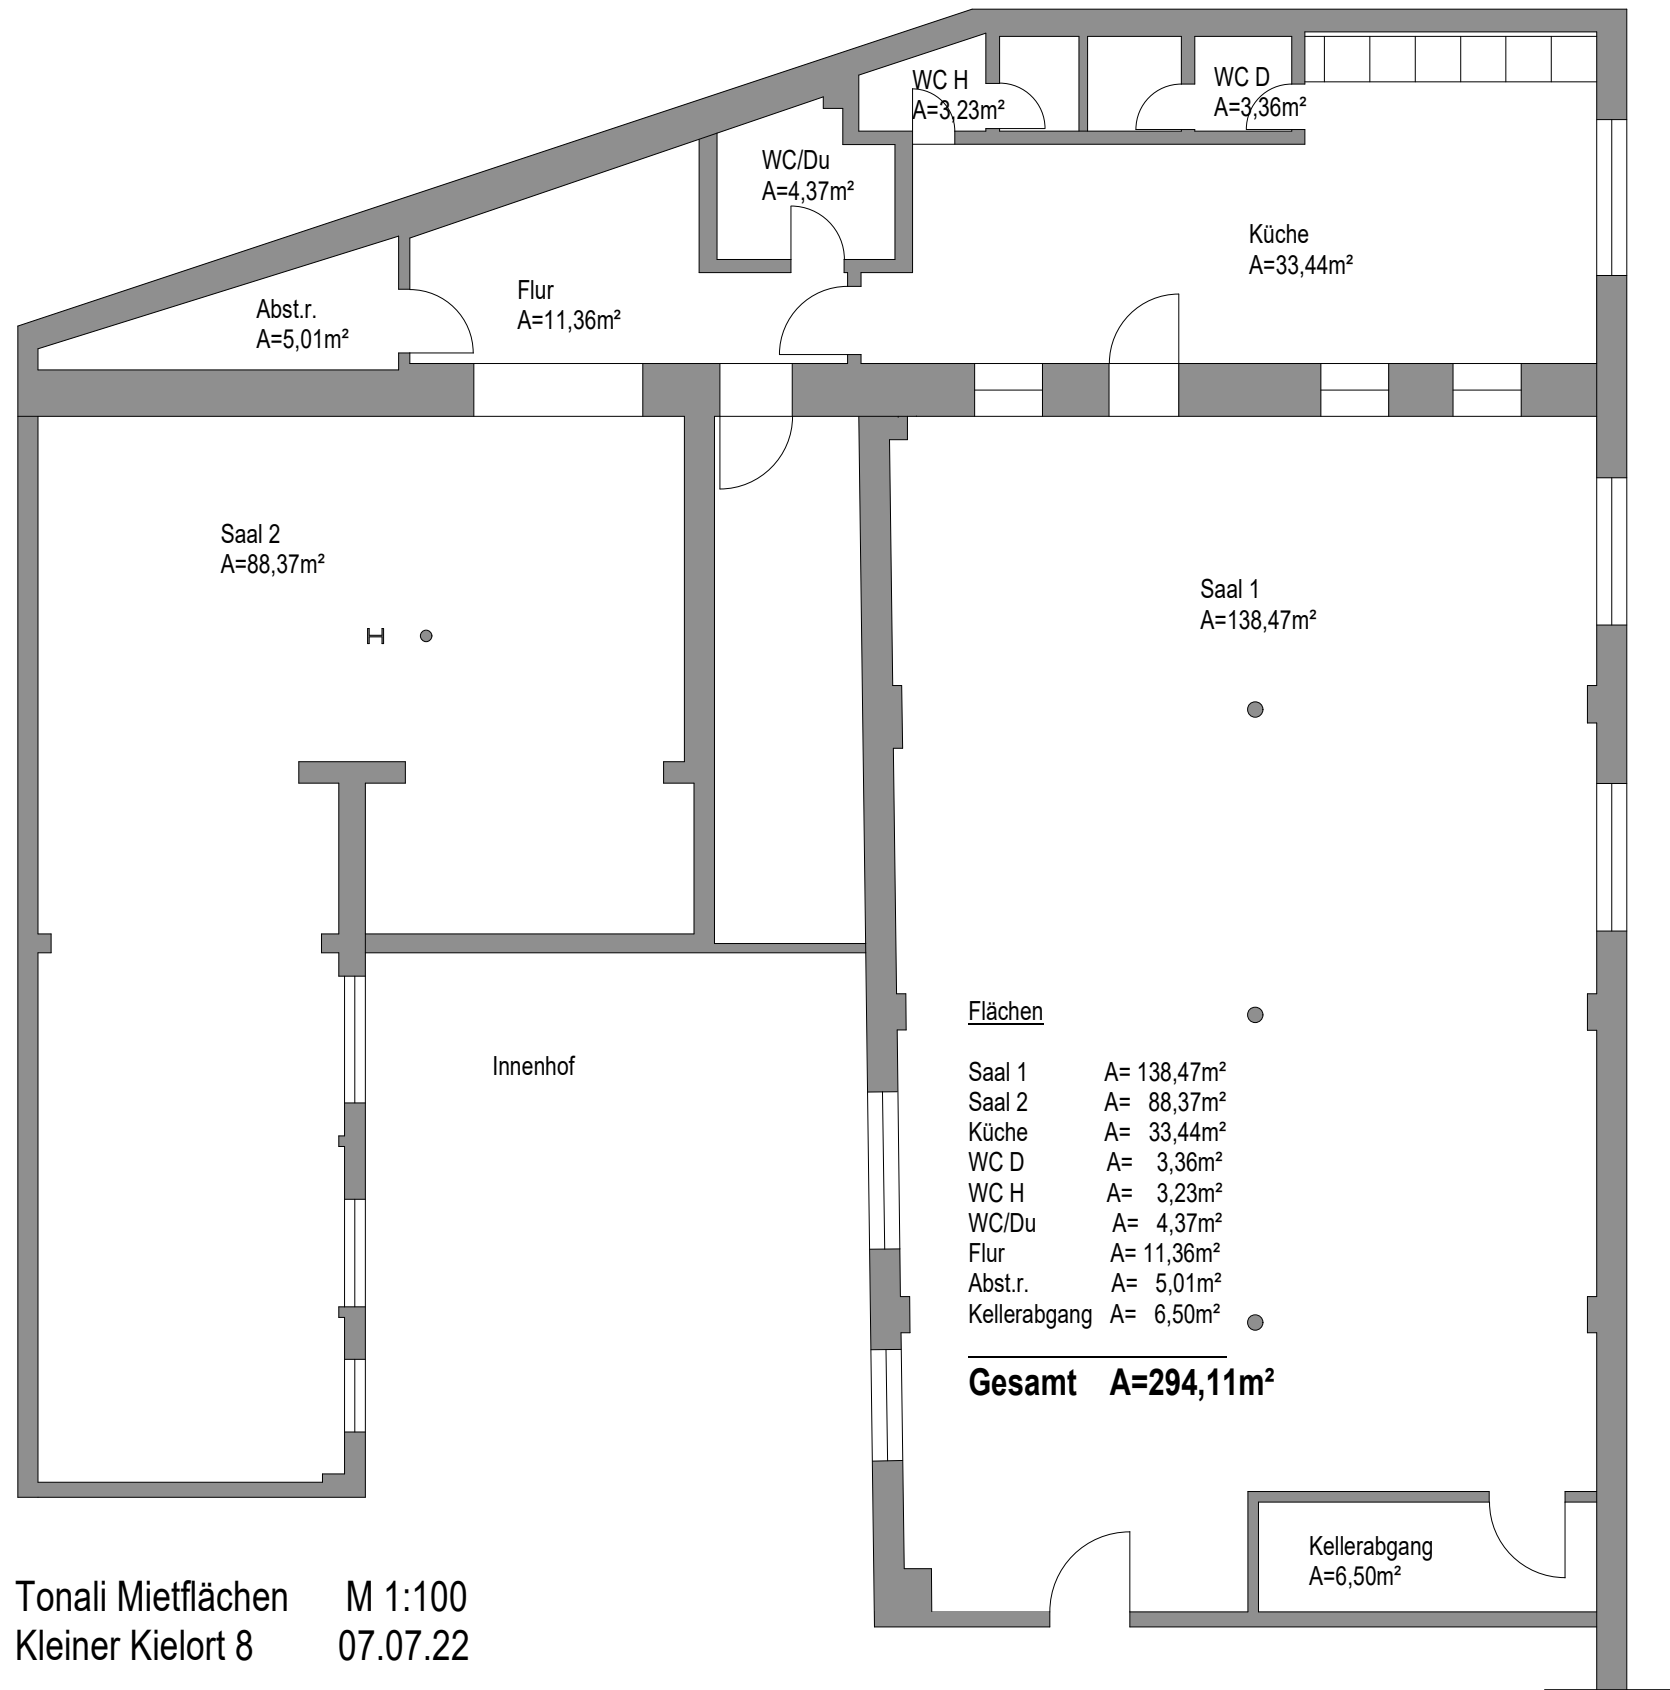 WC H
A=3,23m²
WC D
A=3,36m²
WC/Du
A=4,37m²
Küche
A=33,44m²
Flur
A=11,36m²
Abst.r.
A=5,01m²
Saal 2
A=88,37m²
Saal 1
A=138,47m²
Innenhof
Flächen
Saal 1 A= 138,47m²
Saal 2 A= 88,37m²
Küche A= 33,44m²
WC D A= 3,36m²
WC H A= 3,23m²
WC/Du A= 4,37m²
Flur A= 11,36m²
Abst.r. A= 5,01m²
Kellerabgang A= 6,50m²
Gesamt A=294,11m²
Kellerabgang
A=6,50m²
Tonali Mietflächen M 1:100
Kleiner Kielort 8 07.07.22